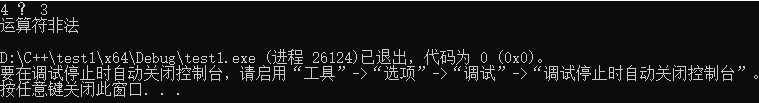 4 ？ 3
运算符非法
D:\C++\test1\x64\Debug\test1.exe (进程 26124)已退出，代码为 0 (0x0)。
要在调试停止时自动关闭控制台，请启用“工具”->“选项”->“调试”->“调试停止时自动关闭控制台”。
按任意键关闭此窗口. . .